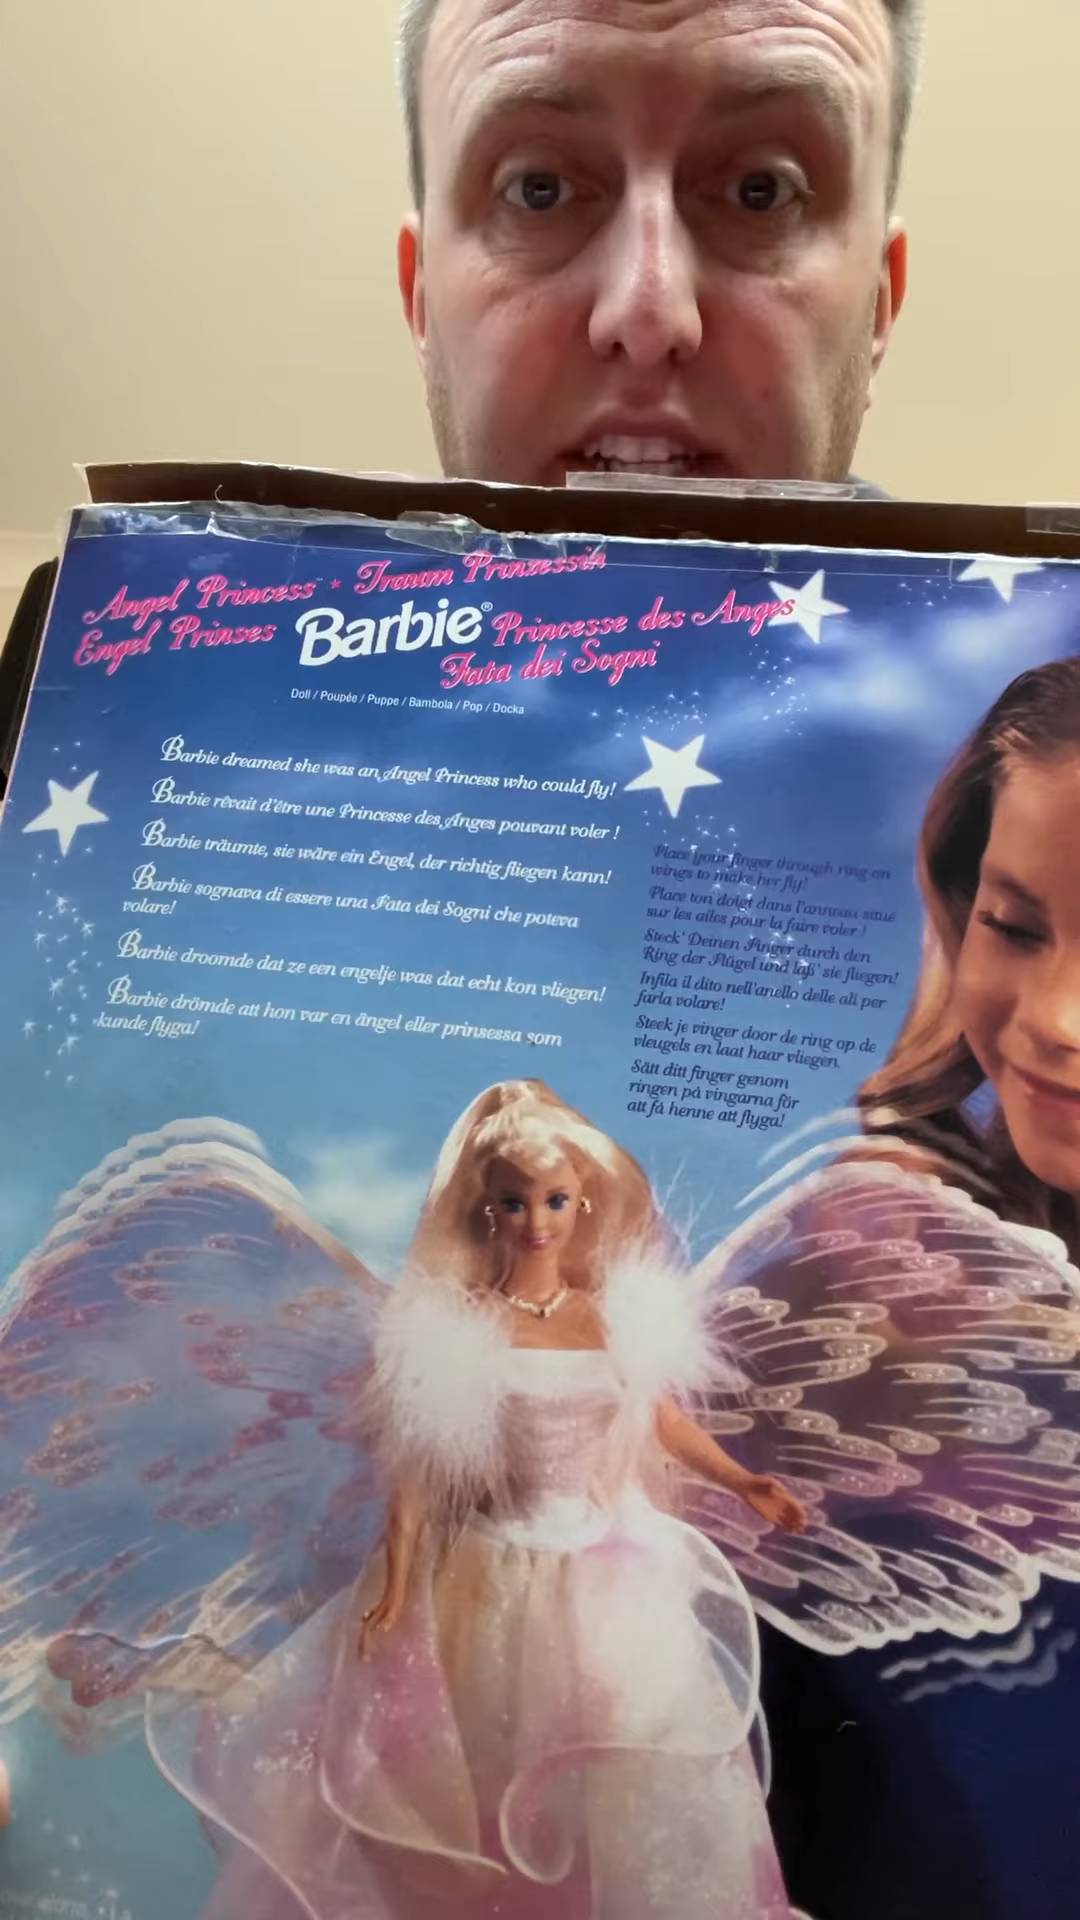 Angel Princess™ * Traum Prinzessin
Engel Prinses Barbie® Princesse des Anges
Fata dei Sogni
Doll / Poupée / Puppe / Bambola / Pop / Docka
Barbie dreamed she was an Angel Princess who could fly!
Barbie rêvait d'être une Princesse des Anges pouvant voler !
Barbie träumte, sie wäre ein Engel, der richtig fliegen kann!
Barbie sognava di essere una Fata dei Sogni che poteva
volare!
Barbie droomde dat ze een engeltje was dat echt kon vliegen!
Barbie drömde att hon var en ängel eller prinsessa som
kunde flyga!
Place your finger through ring on
wings to make her fly!
Place ton doigt dans l'anneau situé
sur les ailes pour la faire voler !
Steck' Deinen Finger durch den
Ring der Flügel und laß' sie fliegen!
Infila il dito nell'anello delle ali per
farla volare!
Steek je vinger door de ring op de
vleugels en laat haar vliegen.
Sätt ditt finger genom
ringen på vingarna för
att få henne att flyga!